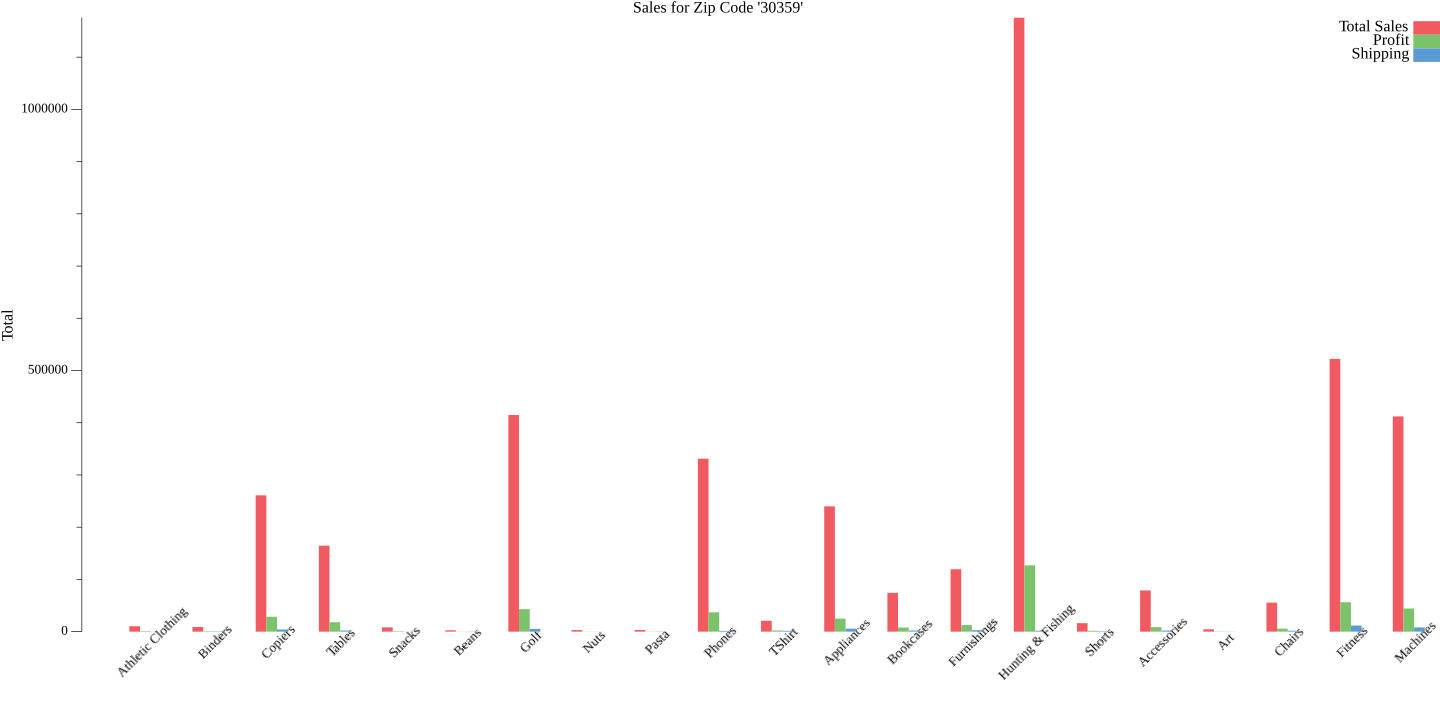 Sales for Zip Code '30359'
Total Sales
Profit
Shipping
Total
1000000
500000
0
Athletic Clothing
Binders
Copiers
Tables
Snacks
Beans
Golf
Nuts
Pasta
Phones
TShirt
Appliances
Bookcases
Furnishings
Hunting & Fishing
Shorts
Accessories
Art
Chairs
Fitness
Machines